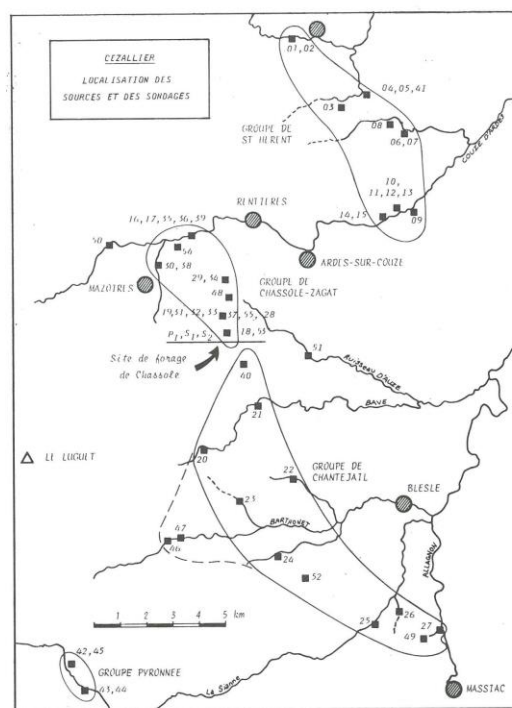 CEZALLIER
LOCALISATION DES
SOURCES ET DES SONDAGES
01,02
04,05,41
03
GROUPE DE
ST HERENT
08
06,07
COUZE D'ARDES
10,
11,12,13
14,15
09
RENTIERES
16,17,35,36,39
50
56
ARDES-SUR-COUZE
30,38
MAZOIRES
29,34
GROUPE DE
CHASSOLE-ZAGAT
48
19,31,32,33
37,55,28
P1,S1,S2
18,53
Site de forage
de Chassole
51
RUISSEAU D'AUZE
40
21
BAVE
LE LUGUET
20
22
GROUPE DE
CHANTEJAIL
23
BLESLE
BARTHONET
47
46
24
ALLAGNON
52
1 2 3 4 5 km
25
26
27
49
42,45
GROUPE PYRONNEE
43,44
La Sianne
MASSIAC